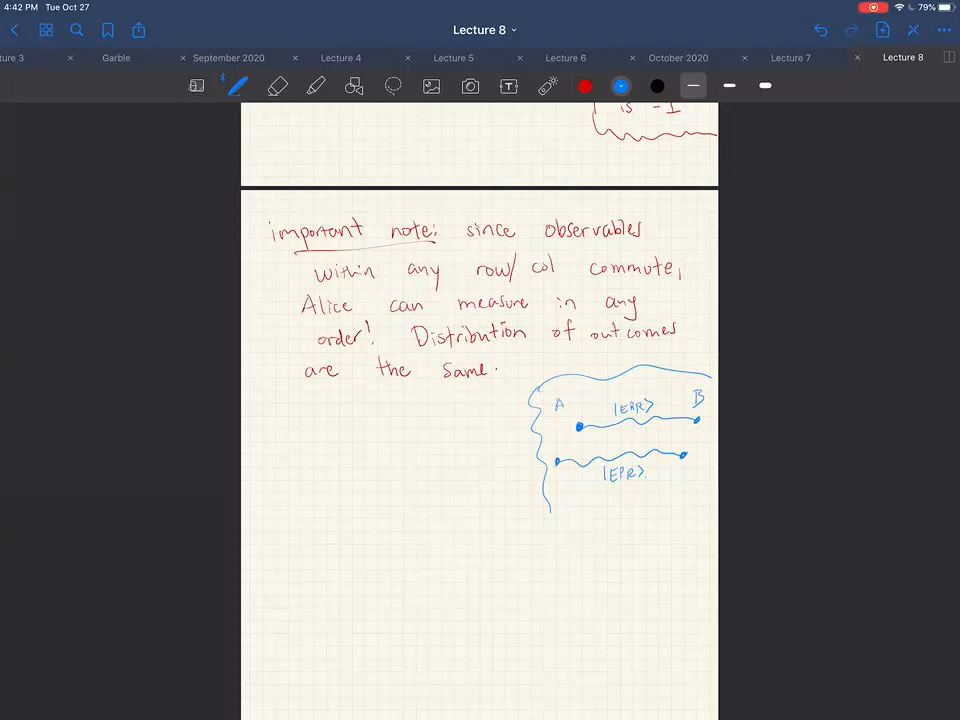 4:42 PM Tue Oct 27
79%
Lecture 8
ture 3
Garble
September 2020
Lecture 4
Lecture 5
Lecture 6
October 2020
Lecture 7
Lecture 8
T
is -1
important note: since observables
within any row/col commute,
Alice can measure in any
order! Distribution of outcomes
are the same.
A |EPR> B
|EPR>.